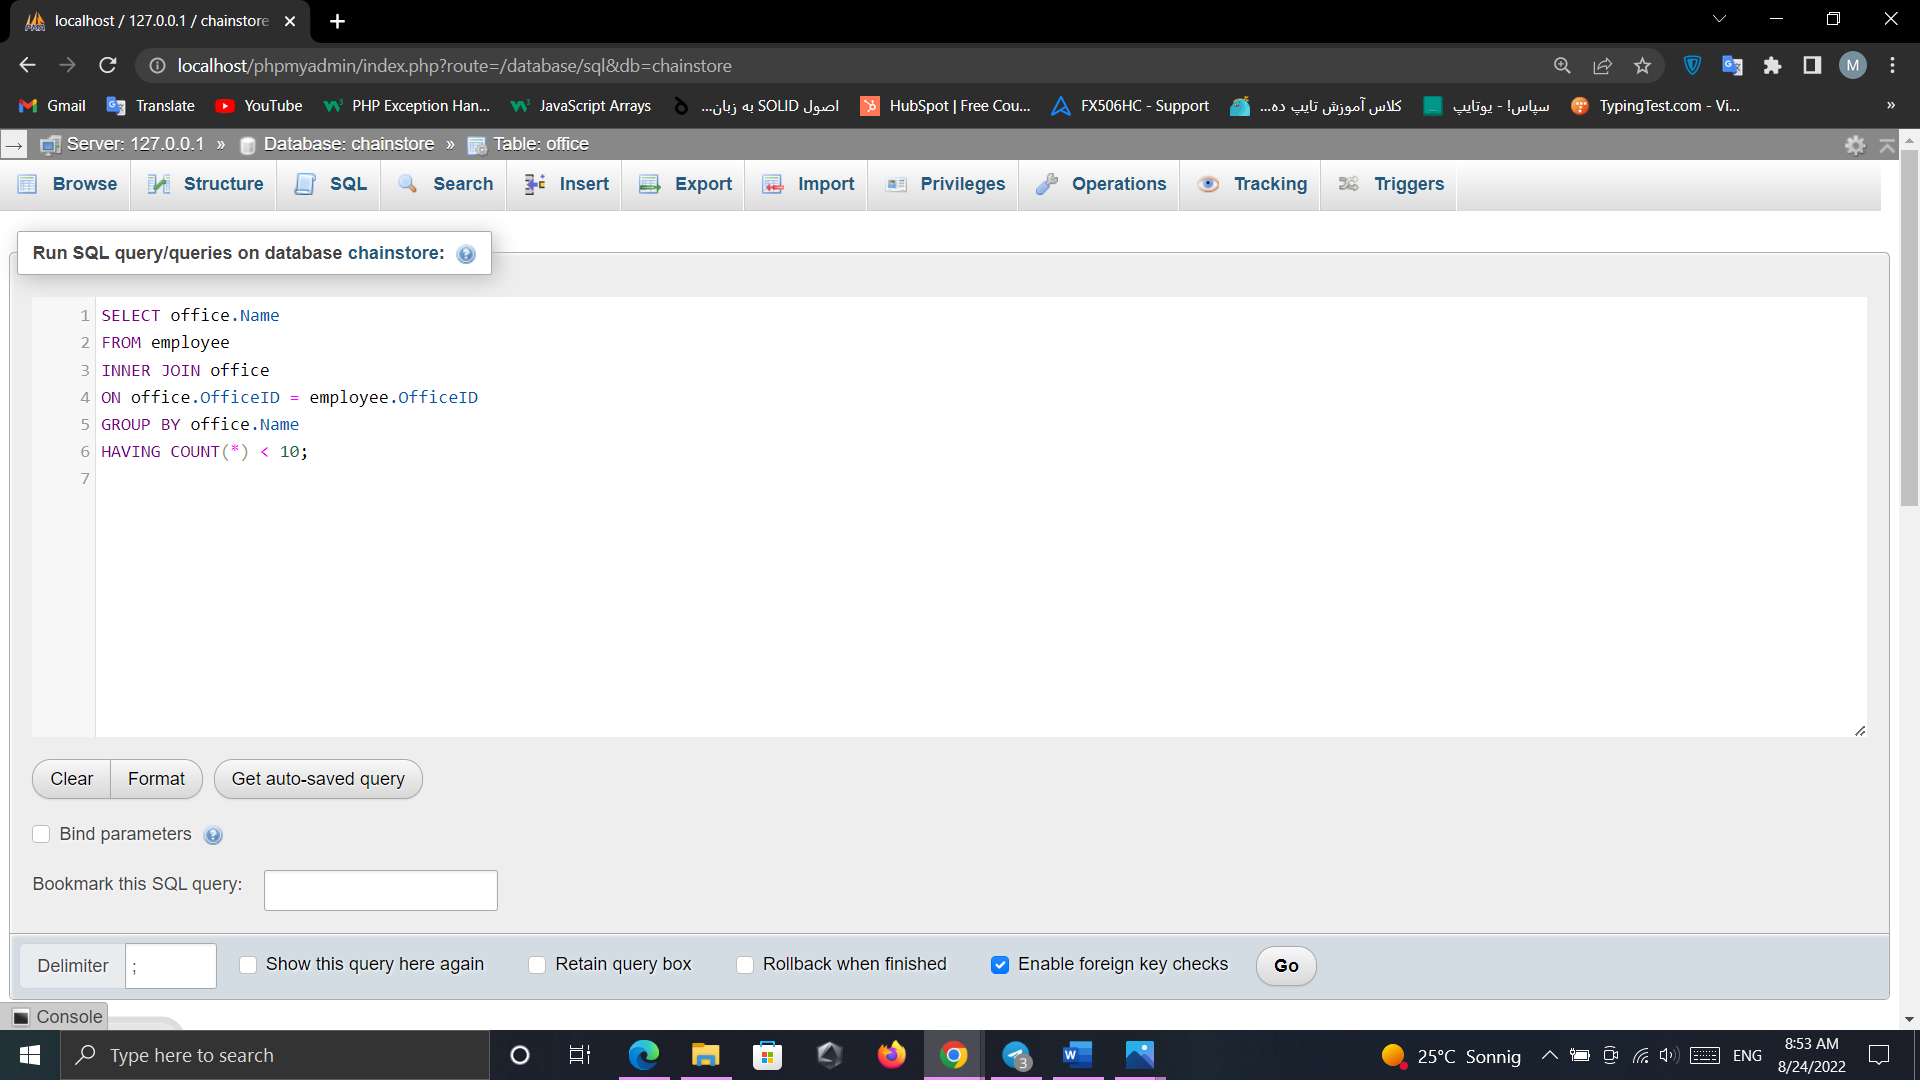 localhost / 127.0.0.1 / chainstore
localhost/phpmyadmin/index.php?route=/database/sql&db=chainstore
M
Gmail Translate YouTube PHP Exception Han... JavaScript Arrays اصول SOLID به زبان... HubSpot | Free Cou... FX506HC - Support کلاس آموزش تایپ ده... سپاس! - یوتایپ TypingTest.com - Vi... »
Server: 127.0.0.1 » Database: chainstore » Table: office
Browse Structure SQL Search Insert Export Import Privileges Operations Tracking Triggers
Run SQL query/queries on database chainstore:
1 SELECT office.Name
2 FROM employee
3 INNER JOIN office
4 ON office.OfficeID = employee.OfficeID
5 GROUP BY office.Name
6 HAVING COUNT(*) < 10;
7
Clear Format Get auto-saved query
Bind parameters
Bookmark this SQL query:
Delimiter ; Show this query here again Retain query box Rollback when finished Enable foreign key checks Go
Console
Type here to search 3 W 25°C Sonnig ENG 8:53 AM
8/24/2022